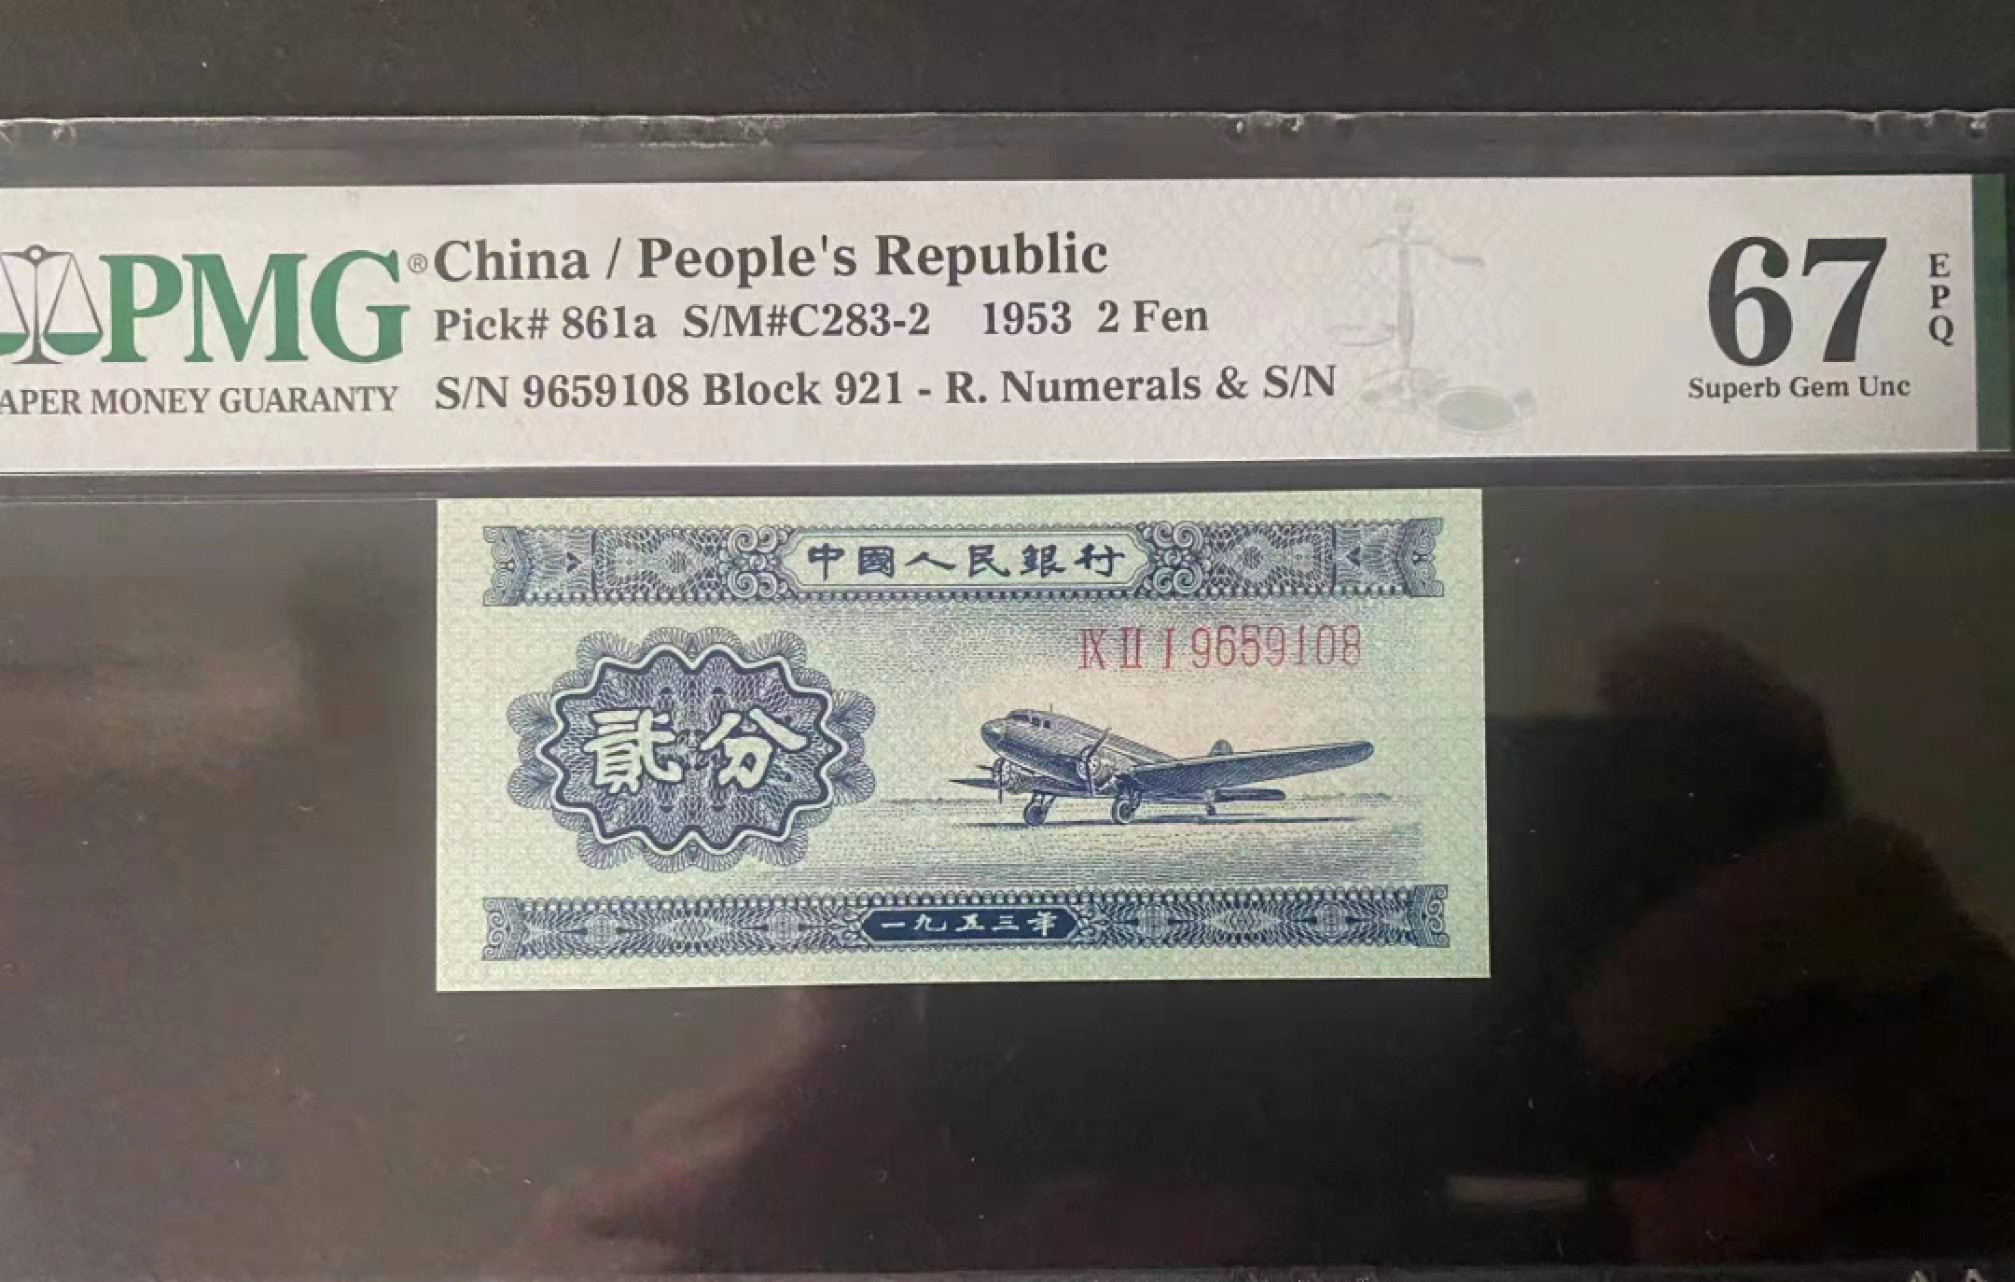 PMG® China / People's Republic
Pick# 861a S/M#C283-2 1953 2 Fen
APER MONEY GUARANTY S/N 9659108 Block 921 - R. Numerals & S/N
67 EPQ
Superb Gem Unc
中國人民銀行
IX II I 9659108
貳分
一九五三年